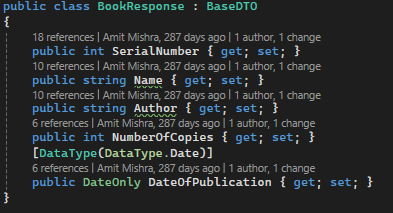 public class BookResponse : BaseDTO
{
18 references | Amit Mishra, 287 days ago | 1 author, 1 change
public int SerialNumber { get; set; }
10 references | Amit Mishra, 287 days ago | 1 author, 1 change
public string Name { get; set; }
10 references | Amit Mishra, 287 days ago | 1 author, 1 change
public string Author { get; set; }
6 references | Amit Mishra, 287 days ago | 1 author, 1 change
public int NumberOfCopies { get; set; }
[DataType(DataType.Date)]
6 references | Amit Mishra, 287 days ago | 1 author, 1 change
public DateOnly DateOfPublication { get; set; }
}